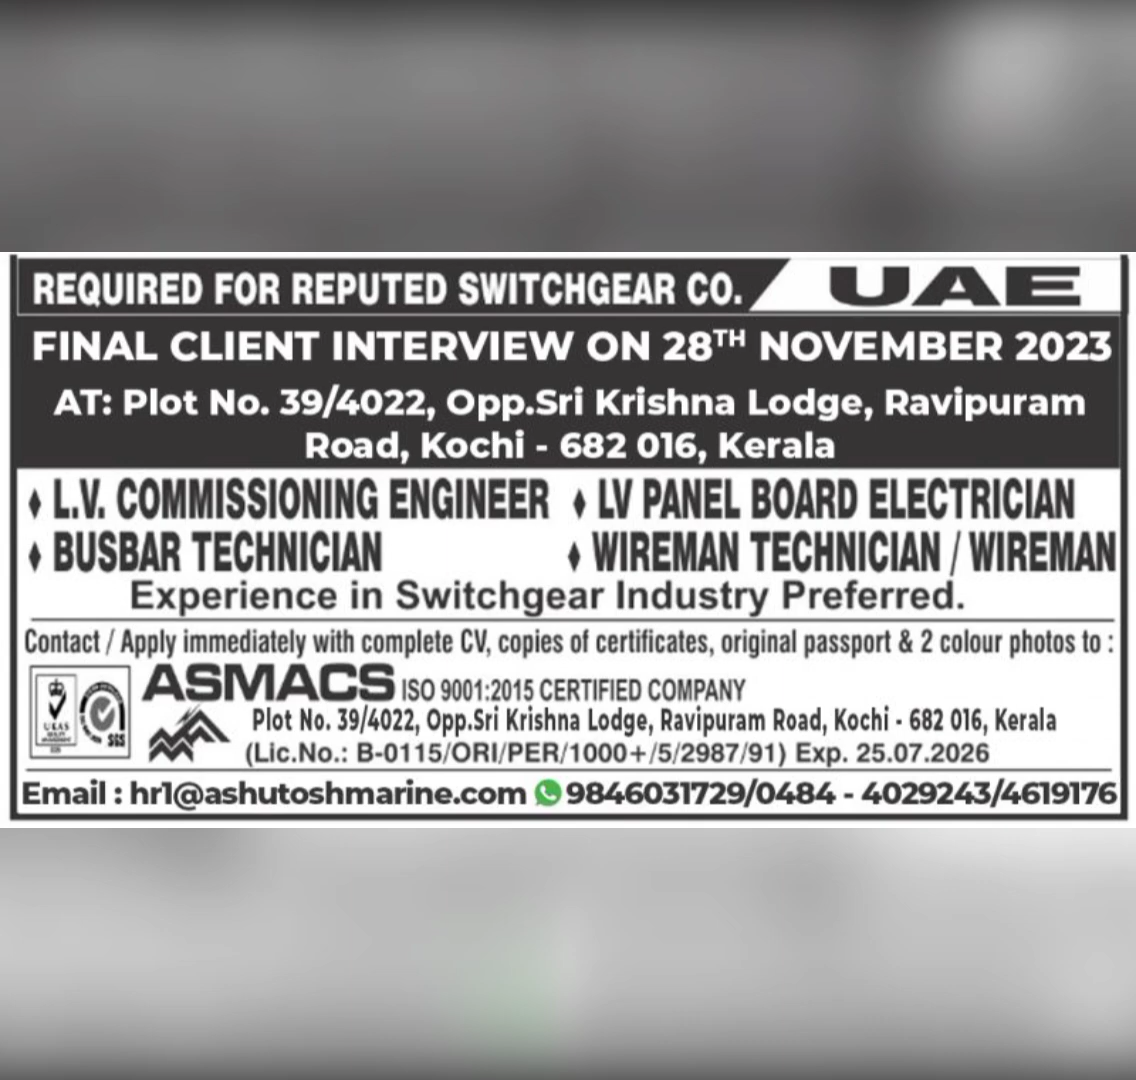 REQUIRED FOR REPUTED SWITCHGEAR CO. UAE
FINAL CLIENT INTERVIEW ON 28TH NOVEMBER 2023
AT: Plot No. 39/4022, Opp.Sri Krishna Lodge, Ravipuram
Road, Kochi - 682 016, Kerala
♦ L.V. COMMISSIONING ENGINEER ♦ LV PANEL BOARD ELECTRICIAN
♦ BUSBAR TECHNICIAN ♦ WIREMAN TECHNICIAN / WIREMAN
Experience in Switchgear Industry Preferred.
Contact / Apply immediately with complete CV, copies of certificates, original passport & 2 colour photos to :
ASMACS ISO 9001:2015 CERTIFIED COMPANY
UKAS
SGS
Plot No. 39/4022, Opp.Sri Krishna Lodge, Ravipuram Road, Kochi - 682 016, Kerala
(Lic.No.: B-0115/ORI/PER/1000+/5/2987/91) Exp. 25.07.2026
Email : hr1@ashutoshmarine.com 9846031729/0484 - 4029243/4619176